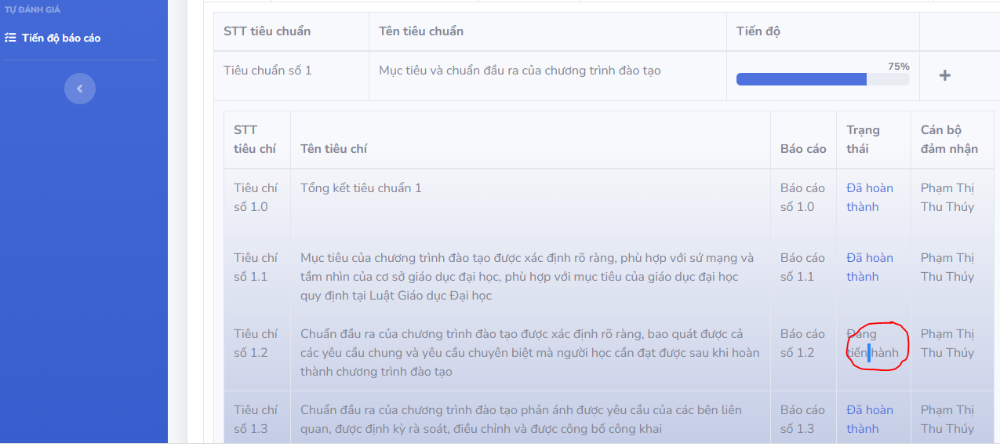 TỰ ĐÁNH GIÁ
Tiến độ báo cáo
STT tiêu chuẩn
Tên tiêu chuẩn
Tiến độ
Tiêu chuẩn số 1
Mục tiêu và chuẩn đầu ra của chương trình đào tạo
75%
STT
tiêu chí
Tên tiêu chí
Báo cáo
Trạng
thái
Cán bộ
đảm nhận
Tiêu chí
số 1.0
Tổng kết tiêu chuẩn 1
Báo cáo
số 1.0
Đã hoàn
thành
Phạm Thị
Thu Thúy
Tiêu chí
số 1.1
Mục tiêu của chương trình đào tạo được xác định rõ ràng, phù hợp với sứ mạng và
tầm nhìn của cơ sở giáo dục đại học, phù hợp với mục tiêu của giáo dục đại học
quy định tại Luật Giáo dục Đại học
Báo cáo
số 1.1
Đã hoàn
thành
Phạm Thị
Thu Thúy
Tiêu chí
số 1.2
Chuẩn đầu ra của chương trình đào tạo được xác định rõ ràng, bao quát được cả
các yêu cầu chung và yêu cầu chuyên biệt mà người học cần đạt được sau khi hoàn
thành chương trình đào tạo
Báo cáo
số 1.2
Đang
tiến hành
Phạm Thị
Thu Thúy
Tiêu chí
số 1.3
Chuẩn đầu ra của chương trình đào tạo phản ánh được yêu cầu của các bên liên
quan, được định kỳ rà soát, điều chỉnh và được công bố công khai
Báo cáo
số 1.3
Đã hoàn
thành
Phạm Thị
Thu Thúy